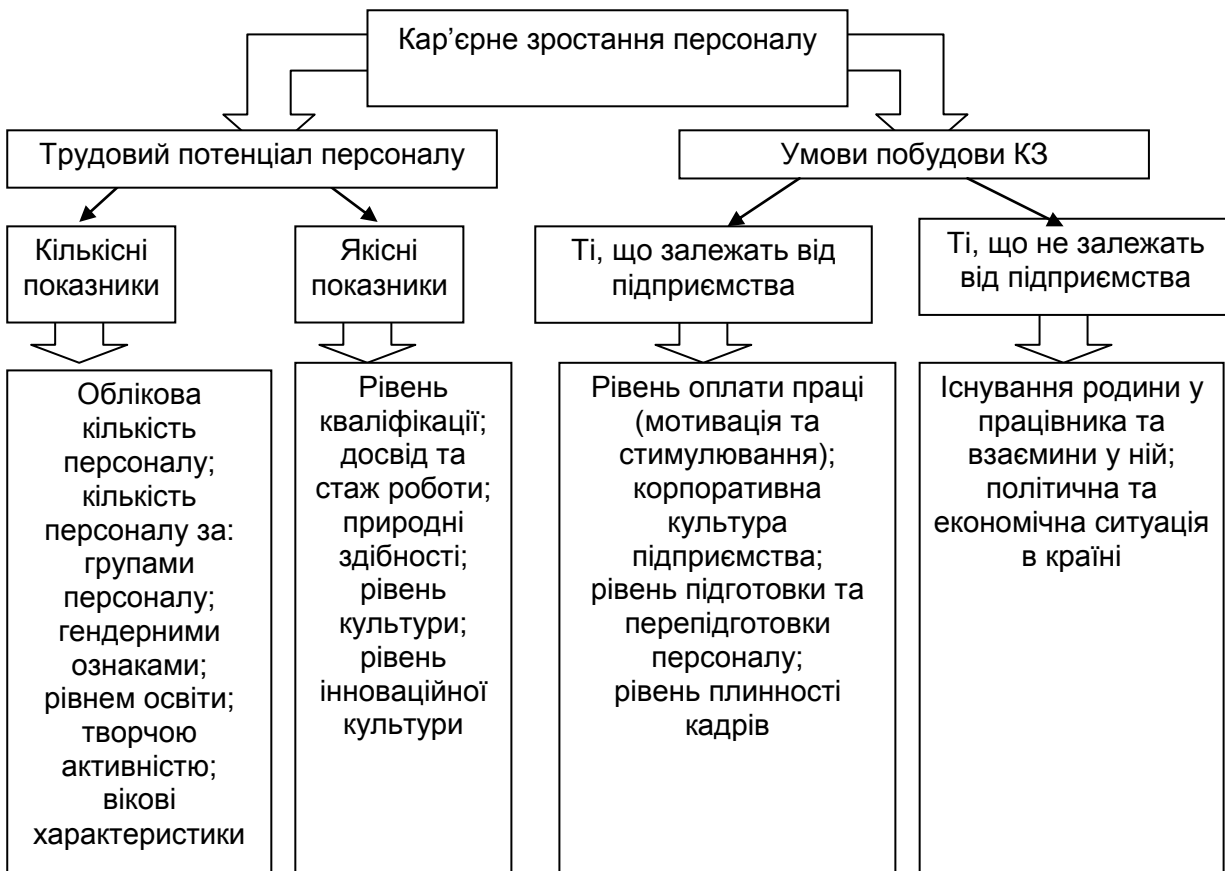 Кар’єрне зростання персоналу
Трудовий потенціал персоналу
Умови побудови КЗ
Кількісні
показники
Якісні
показники
Ті, що залежать від
підприємства
Ті, що не залежать
від підприємства
Облікова
кількість
персоналу;
кількість
персоналу за:
групами
персоналу;
гендерними
ознаками;
рівнем освіти;
творчою
активністю;
вікові
характеристики
Рівень
кваліфікації;
досвід та
стаж роботи;
природні
здібності;
рівень
культури;
рівень
інноваційної
культури
Рівень оплати праці
(мотивація та
стимулювання);
корпоративна
культура
підприємства;
рівень підготовки та
перепідготовки
персоналу;
рівень плинності
кадрів
Існування родини у
працівника та
взаємини у ній;
політична та
економічна ситуація
в країні